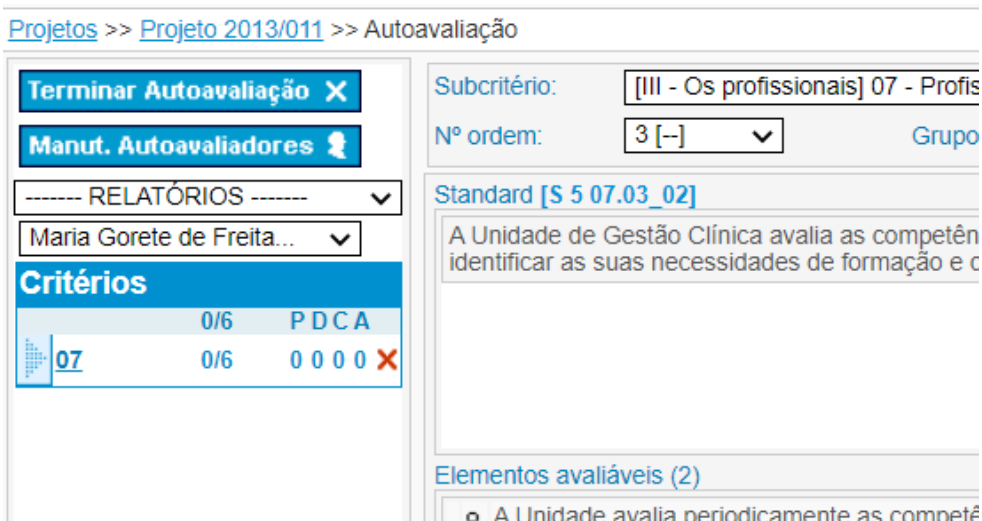 Projetos >> Projeto 2013/011 >> Autoavaliação
Terminar Autoavaliação X
Manut. Autoavaliadores
------- RELATÓRIOS -------
Maria Gorete de Freita...
Critérios
0/6 P D C A
07 0/6 0 0 0 0
Subcritério: [III - Os profissionais] 07 - Profis
Nº ordem: 3 [--] Grupo
Standard [S 5 07.03_02]
A Unidade de Gestão Clínica avalia as competên
identificar as suas necessidades de formação e
Elementos avaliáveis (2)
A Unidade avalia periodicamente as competê